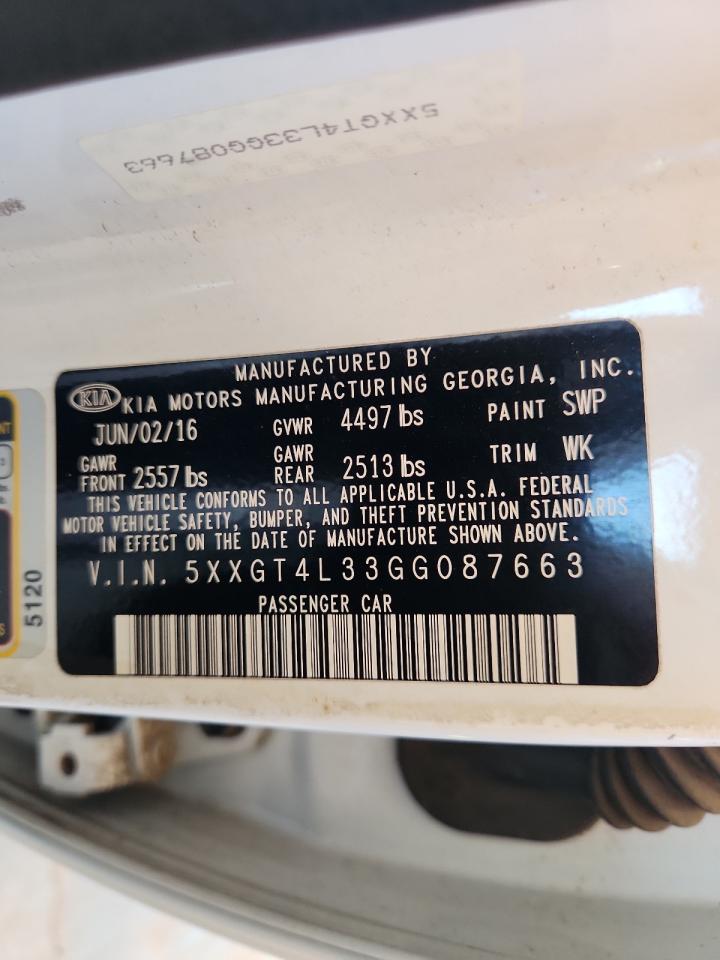 5XXGT4L33GG087663
MANUFACTURED BY
KIA KIA MOTORS MANUFACTURING GEORGIA, INC.
JUN/02/16 GVWR 4497 lbs PAINT SWP
GAWR FRONT 2557 lbs GAWR REAR 2513 lbs TRIM WK
THIS VEHICLE CONFORMS TO ALL APPLICABLE U.S.A. FEDERAL
MOTOR VEHICLE SAFETY, BUMPER, AND THEFT PREVENTION STANDARDS
IN EFFECT ON THE DATE OF MANUFACTURE SHOWN ABOVE.
V.I.N. 5XXGT4L33GG087663
PASSENGER CAR
5120